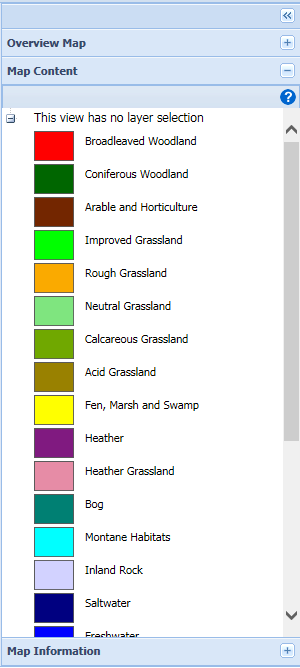 Overview Map
Map Content
This view has no layer selection
Broadleaved Woodland
Coniferous Woodland
Arable and Horticulture
Improved Grassland
Rough Grassland
Neutral Grassland
Calcareous Grassland
Acid Grassland
Fen, Marsh and Swamp
Heather
Heather Grassland
Bog
Montane Habitats
Inland Rock
Saltwater
Freshwater
Map Information